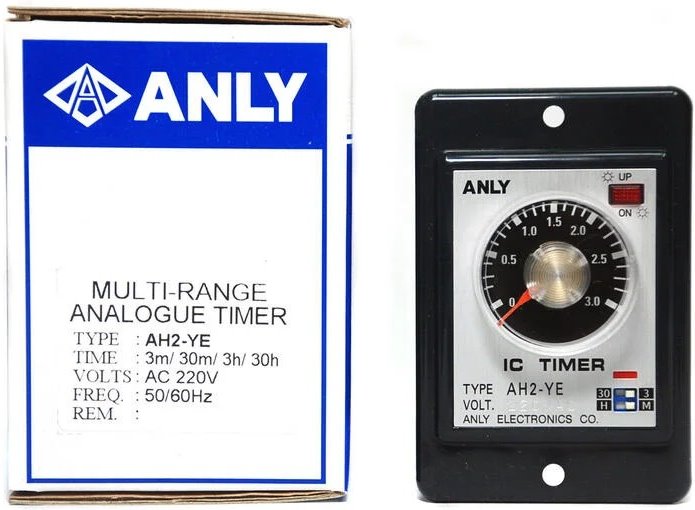 ANLY
MULTI-RANGE
ANALOGUE TIMER
TYPE : AH2-YE
TIME : 3m/ 30m/ 3h/ 30h
VOLTS : AC 220V
FREQ. : 50/60Hz
REM. :
ANLY
UP
ON
0 0.5 1.0 1.5 2.0 2.5 3.0
IC TIMER
TYPE AH2-YE
VOLT.
30 3
H M
ANLY ELECTRONICS CO.